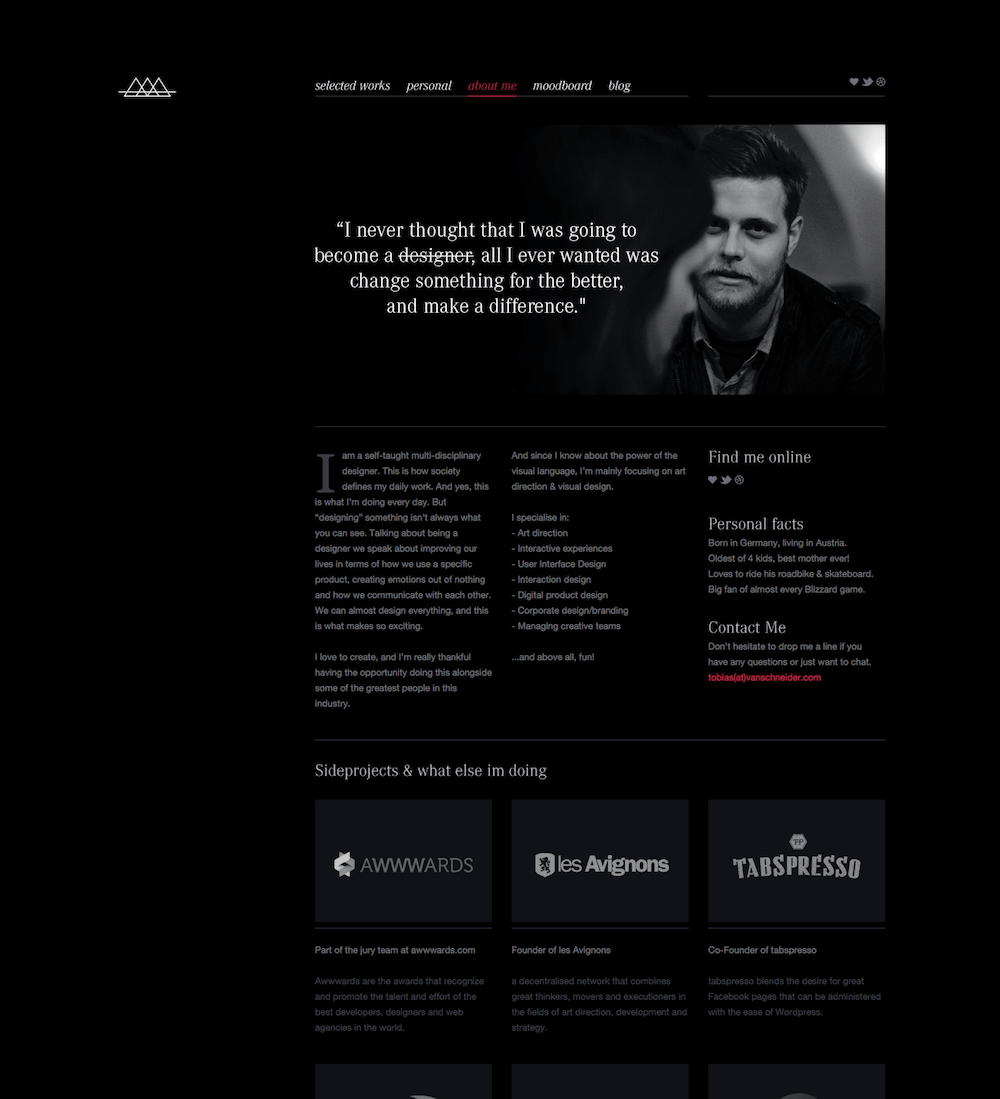 selected works personal about me moodboard blog
“I never thought that I was going to
become a designer, all I ever wanted was
change something for the better,
and make a difference."
I am a self-taught multi-disciplinary
designer. This is how society
defines my daily work. And yes, this
is what I'm doing every day. But
“designing” something isn't always what
you can see. Talking about being a
designer we speak about improving our
lives in terms of how we use a specific
product, creating emotions out of nothing
and how we communicate with each other.
We can almost design everything, and this
is what makes so exciting.
I love to create, and I'm really thankful
having the opportunity doing this alongside
some of the greatest people in this
industry.
And since I know about the power of the
visual language, I'm mainly focusing on art
direction & visual design.
I specialise in:
- Art direction
- Interactive experiences
- User Interface Design
- Interaction design
- Digital product design
- Corporate design/branding
- Managing creative teams
...and above all, fun!
Find me online
Personal facts
Born in Germany, living in Austria.
Oldest of 4 kids, best mother ever!
Loves to ride his roadbike & skateboard.
Big fan of almost every Blizzard game.
Contact Me
Don't hesitate to drop me a line if you
have any questions or just want to chat.
tobias(at)vanschneider.com
Sideprojects & what else im doing
AWWWARDS
Part of the jury team at awwwards.com
Awwwards are the awards that recognize
and promote the talent and effort of the
best developers, designers and web
agencies in the world.
les Avignons
Founder of les Avignons
a decentralised network that combines
great thinkers, movers and executioners in
the fields of art direction, development and
strategy.
TABSPRESSO
Co-Founder of tabspresso
tabspresso blends the desire for great
Facebook pages that can be administered
with the ease of Wordpress.